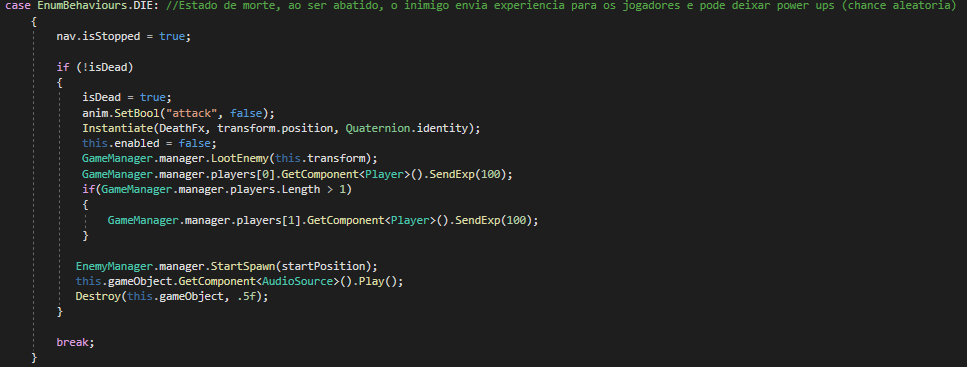 case EnumBehaviours.DIE: //Estado de morte, ao ser abatido, o inimigo envia experiencia para os jogadores e pode deixar power ups (chance aleatoria)
{
nav.isStopped = true;
if (!isDead)
{
isDead = true;
anim.SetBool("attack", false);
Instantiate(DeathFx, transform.position, Quaternion.identity);
this.enabled = false;
GameManager.manager.LootEnemy(this.transform);
GameManager.manager.players[0].GetComponent<Player>().SendExp(100);
if(GameManager.manager.players.Length > 1)
{
GameManager.manager.players[1].GetComponent<Player>().SendExp(100);
}
EnemyManager.manager.StartSpawn(startPosition);
this.gameObject.GetComponent<AudioSource>().Play();
Destroy(this.gameObject, .5f);
}
break;
}